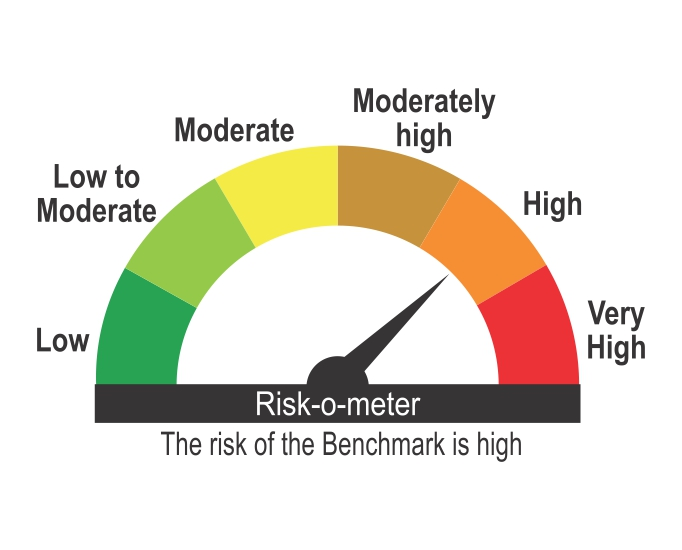 Moderately
high
Moderate
Low to
Moderate
High
Very
High
Low
Risk-o-meter
The risk of the Benchmark is high